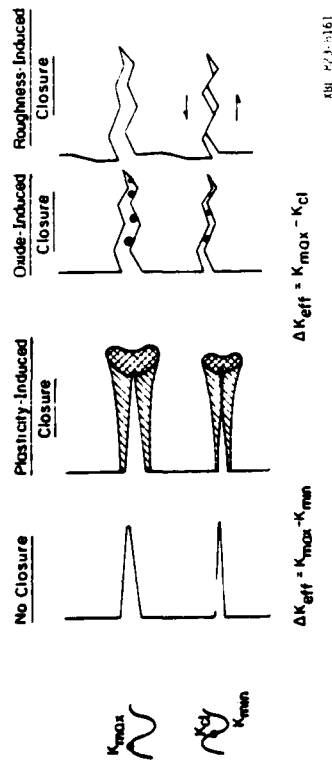 No Closure
Plasticity-Induced
Closure
Oxide-Induced
Closure
Roughness-Induced
Closure
Kmax
Kcl
Kmin
ΔKeff = Kmax-Kmin
ΔKeff = Kmax - Kcl
XBL